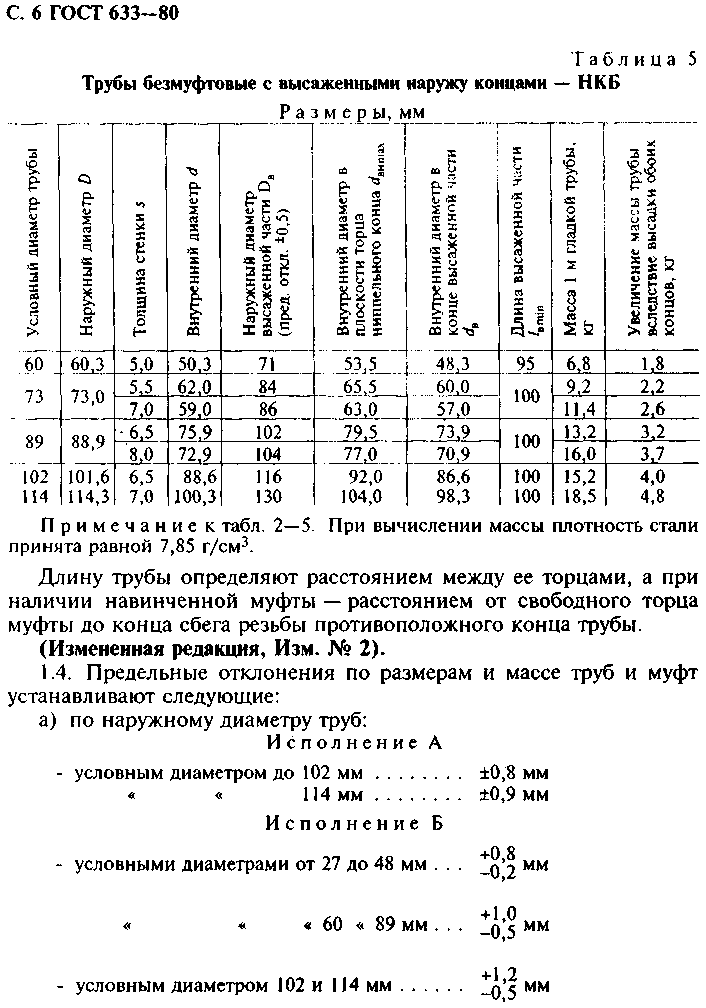 С. 6 ГОСТ 633—80
Таблица 5
Трубы безмуфтовые с высаженными наружу концами — НКБ
Размеры, мм
Условный диаметр трубы
Наружный диаметр D
Толщина стенки s
Внутренний диаметр d
Наружный диаметр высаженной части Dв (пред. откл. ±0,5)
Внутренний диаметр в плоскости торца ниппельного конца dвнmax
Внутренний диаметр в конце высаженной части dв
Длина высаженной части lвmin
Масса 1 м гладкой трубы, кг
Увеличение массы трубы вследствие высадки обоих концов, кг
60 60,3 5,0 50,3 71 53,5 48,3 95 6,8 1,8
73 73,0 5,5 62,0 84 65,5 60,0 100 9,2 2,2
7,0 59,0 86 63,0 57,0 11,4 2,6
89 88,9 6,5 75,9 102 79,5 73,9 100 13,2 3,2
8,0 72,9 104 77,0 70,9 16,0 3,7
102 101,6 6,5 88,6 116 92,0 86,6 100 15,2 4,0
114 114,3 7,0 100,3 130 104,0 98,3 100 18,5 4,8
Примечание к табл. 2—5. При вычислении массы плотность стали
принята равной 7,85 г/см³.
Длину трубы определяют расстоянием между ее торцами, а при
наличии навинченной муфты — расстоянием от свободного торца
муфты до конца сбега резьбы противоположного конца трубы.
(Измененная редакция, Изм. № 2).
1.4. Предельные отклонения по размерам и массе труб и муфт
устанавливают следующие:
а) по наружному диаметру труб:
Исполнение А
- условным диаметром до 102 мм . . . . . . . . ±0,8 мм
« « 114 мм . . . . . . . . ±0,9 мм
Исполнение Б
- условными диаметрами от 27 до 48 мм . . . +0,8 −0,2 мм
« « « 60 « 89 мм . . . +1,0 −0,5 мм
- условным диаметром 102 и 114 мм . . . . . . +1,2 −0,5 мм